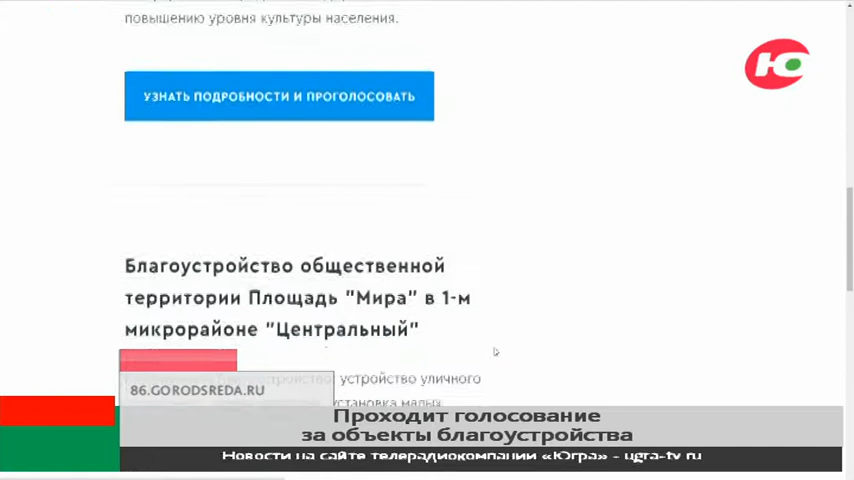 повышению уровня культуры населения.
Ю
УЗНАТЬ ПОДРОБНОСТИ И ПРОГОЛОСОВАТЬ
Благоустройство общественной
территории Площадь "Мира" в 1-м
микрорайоне "Центральный"
устройство уличного
установка малых
86.GORODSREDA.RU
Проходит голосование
за объекты благоустройства
Новости на сайте телерадиокомпании «Югра» - ugra-tv ru